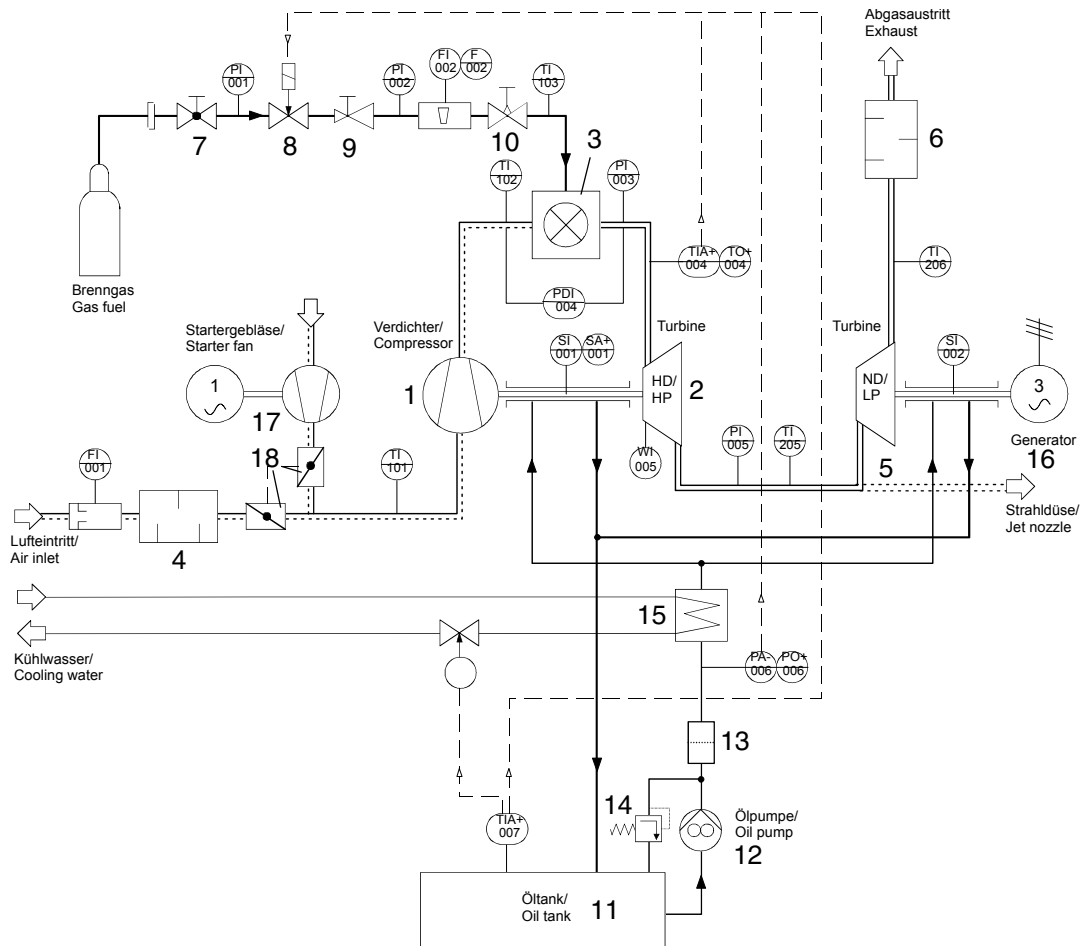 Abgasaustritt
Exhaust
PI
001
PI
002
FI
002
F
002
TI
103
7
8
9
10
3
6
TI
102
PI
003
TIA+
004
TO+
004
TI
206
Brenngas
Gas fuel
PDI
004
Startergebläse/
Starter fan
Verdichter/
Compressor
Turbine
Turbine
SI
001
SA+
001
SI
002
1
17
1
HD/
HP
2
ND/
LP
3
Generator
16
FI
001
18
TI
101
WI
005
PI
005
TI
205
5
Strahldüse/
Jet nozzle
Lufteintritt/
Air inlet
4
15
Kühlwasser/
Cooling water
PA-
006
PO+
006
13
14
Ölpumpe/
Oil pump
12
TIA+
007
Öltank/
Oil tank
11